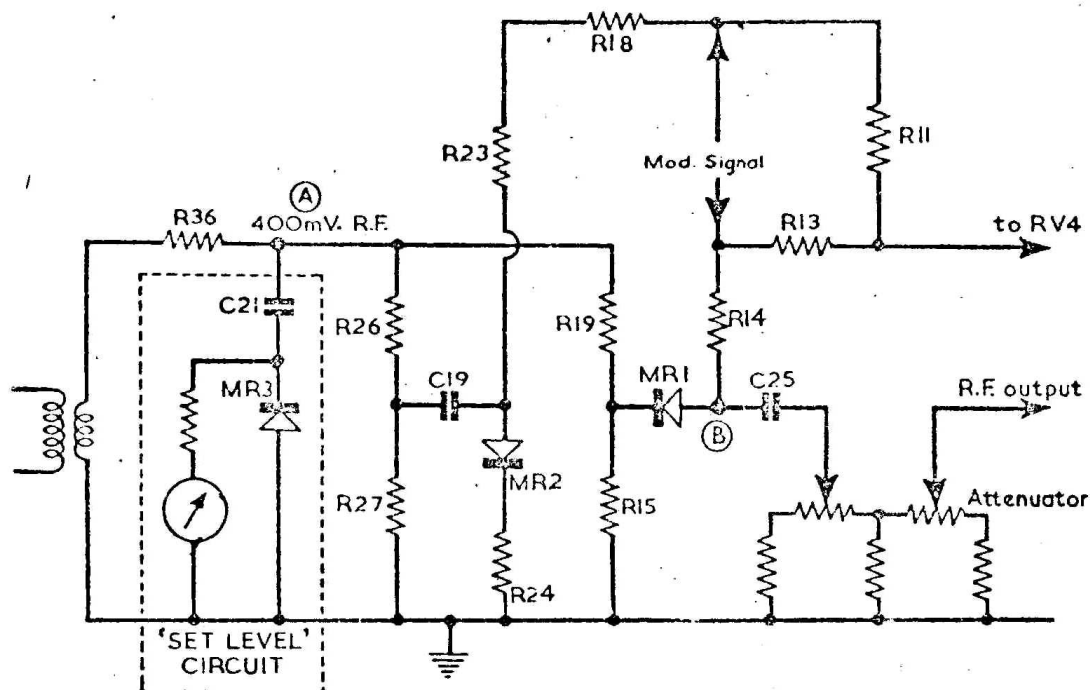 R18
R11
R23
Mod. Signal
A
400mV. R.F.
R36
R13
to RV4
C21
R26
R19
R14
MR3
C19
MR1
C25
R.F. output
B
R27
MR2
R15
Attenuator
R24
'SET LEVEL'
CIRCUIT